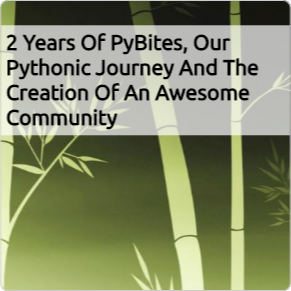 2 Years Of PyBites, Our
Pythonic Journey And The
Creation Of An Awesome
Community